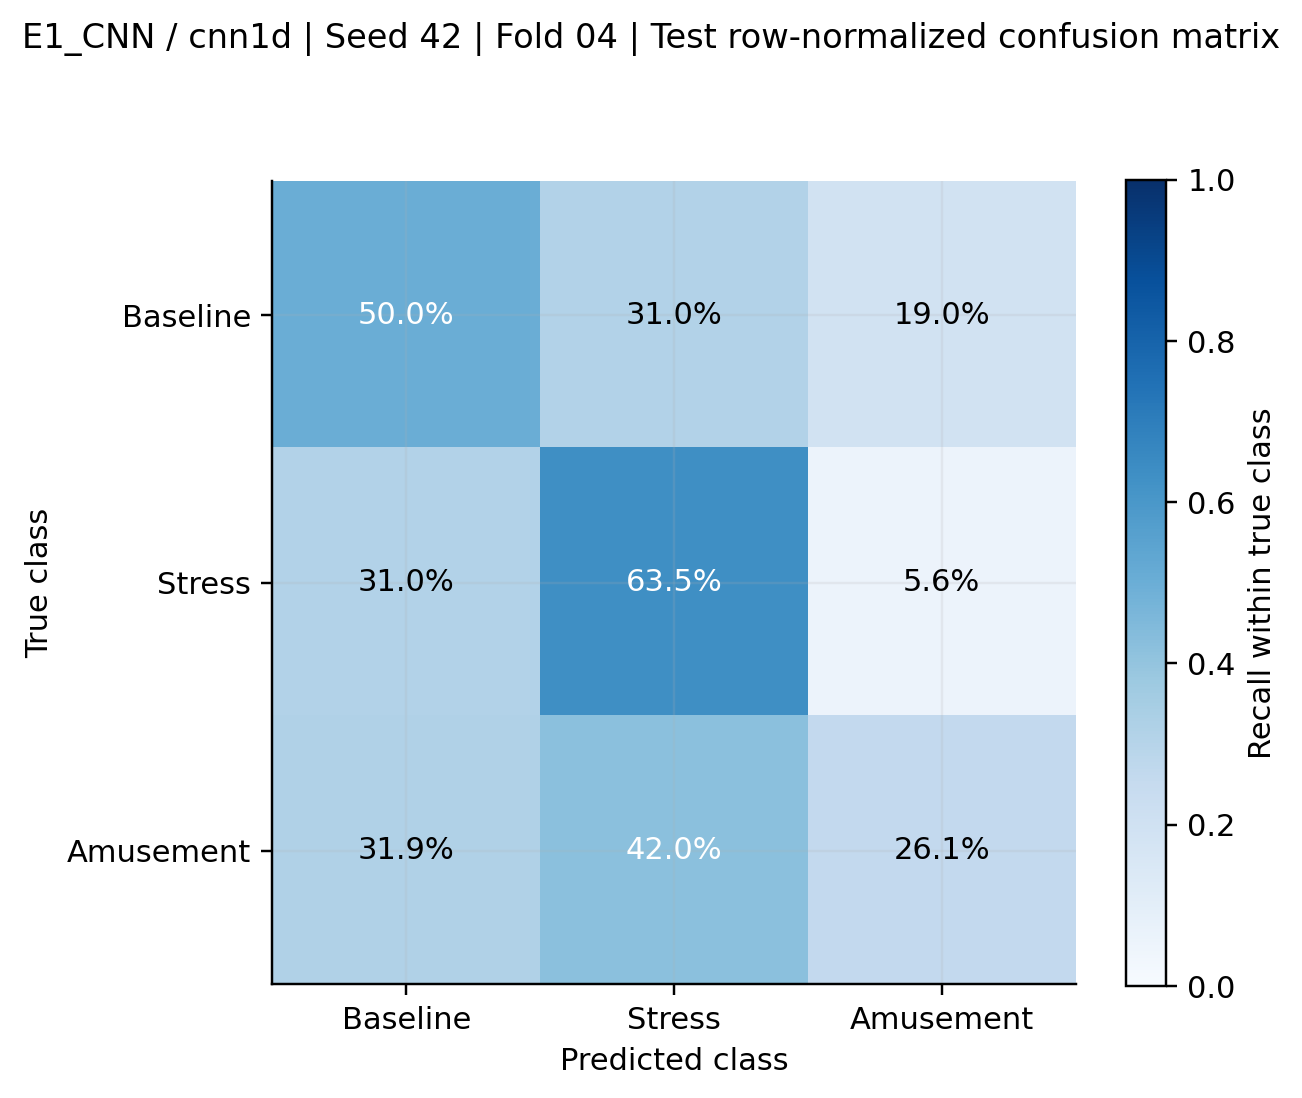 E1_CNN / cnn1d | Seed 42 | Fold 04 | Test row-normalized confusion matrix
1.0
0.8
0.6
0.4
0.2
0.0
Recall within true class
True class
Baseline
50.0%
31.0%
19.0%
Stress
31.0%
63.5%
5.6%
Amusement
31.9%
42.0%
26.1%
Baseline
Stress
Amusement
Predicted class